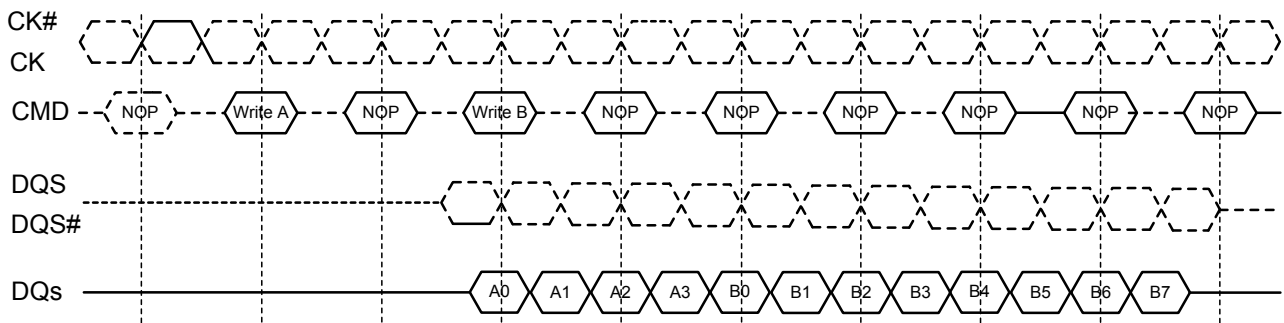 CK#
CK
CMD NOP Write A NOP Write B NOP NOP NOP NOP NOP NOP
DQS
DQS#
DQs A0 A1 A2 A3 B0 B1 B2 B3 B4 B5 B6 B7